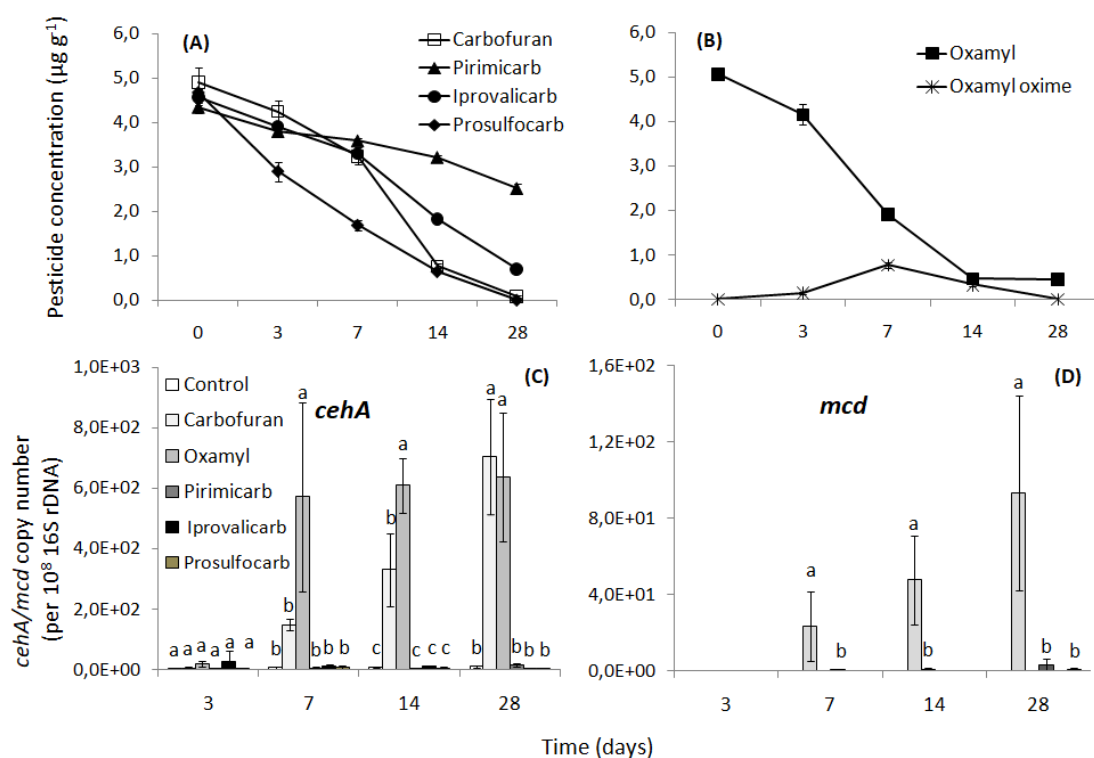 (A)
Carbofuran
Pirimicarb
Iprovalicarb
Prosulfocarb
Pesticide concentration (µg g⁻¹)
6,0
5,0
4,0
3,0
2,0
1,0
0,0
0 3 7 14 28
(B)
Oxamyl
Oxamyl oxime
6,0
5,0
4,0
3,0
2,0
1,0
0,0
0 3 7 14 28
(C)
cehA
Control
Carbofuran
Oxamyl
Pirimicarb
Iprovalicarb
Prosulfocarb
cehA/mcd copy number
(per 10⁸ 16S rDNA)
1,0E+03
8,0E+02
6,0E+02
4,0E+02
2,0E+02
0,0E+00
a a a a a a
b b a b b b
c b a c c c
b a a b b b
3 7 14 28
(D)
mcd
1,6E+02
1,2E+02
8,0E+01
4,0E+01
0,0E+00
a b
a b
a b b
3 7 14 28
Time (days)